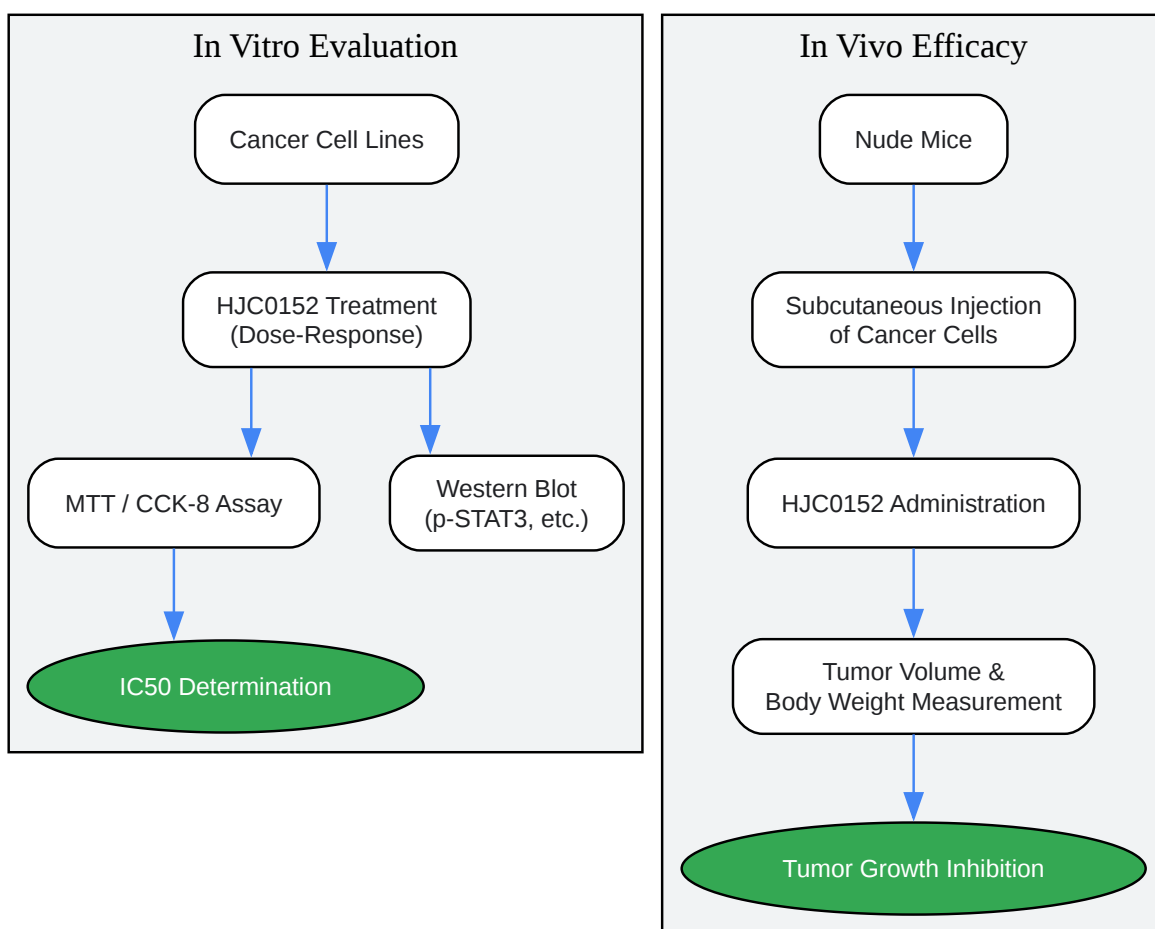 In Vitro Evaluation
Cancer Cell Lines
HJC0152 Treatment
(Dose-Response)
MTT / CCK-8 Assay
Western Blot
(p-STAT3, etc.)
IC50 Determination
In Vivo Efficacy
Nude Mice
Subcutaneous Injection
of Cancer Cells
HJC0152 Administration
Tumor Volume &
Body Weight Measurement
Tumor Growth Inhibition